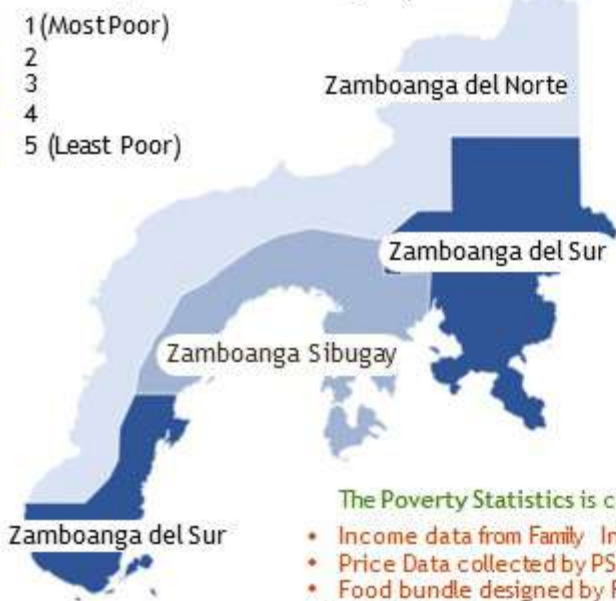 1 (Most Poor)
2
3
4
5 (Least Poor)
Zamboanga del Norte
Zamboanga del Sur
Zamboanga Sibugay
Zamboanga del Sur
The Poverty Statistics is
• Income data from Family
• Price Data collected by
• Food bundle designed by